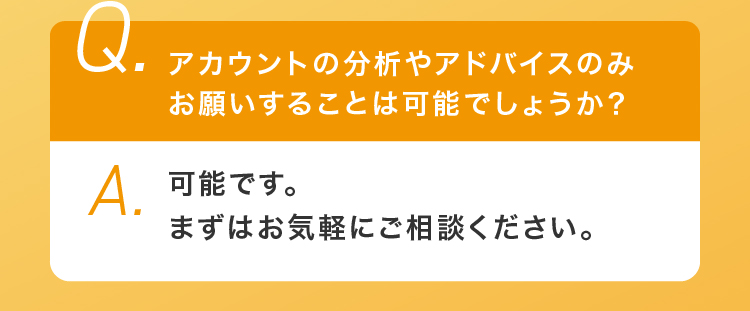 Q.
アカウントの分析やアドバイスのみ
お願いすることは可能でしょうか？
A.
可能です。
まずはお気軽にご相談ください。